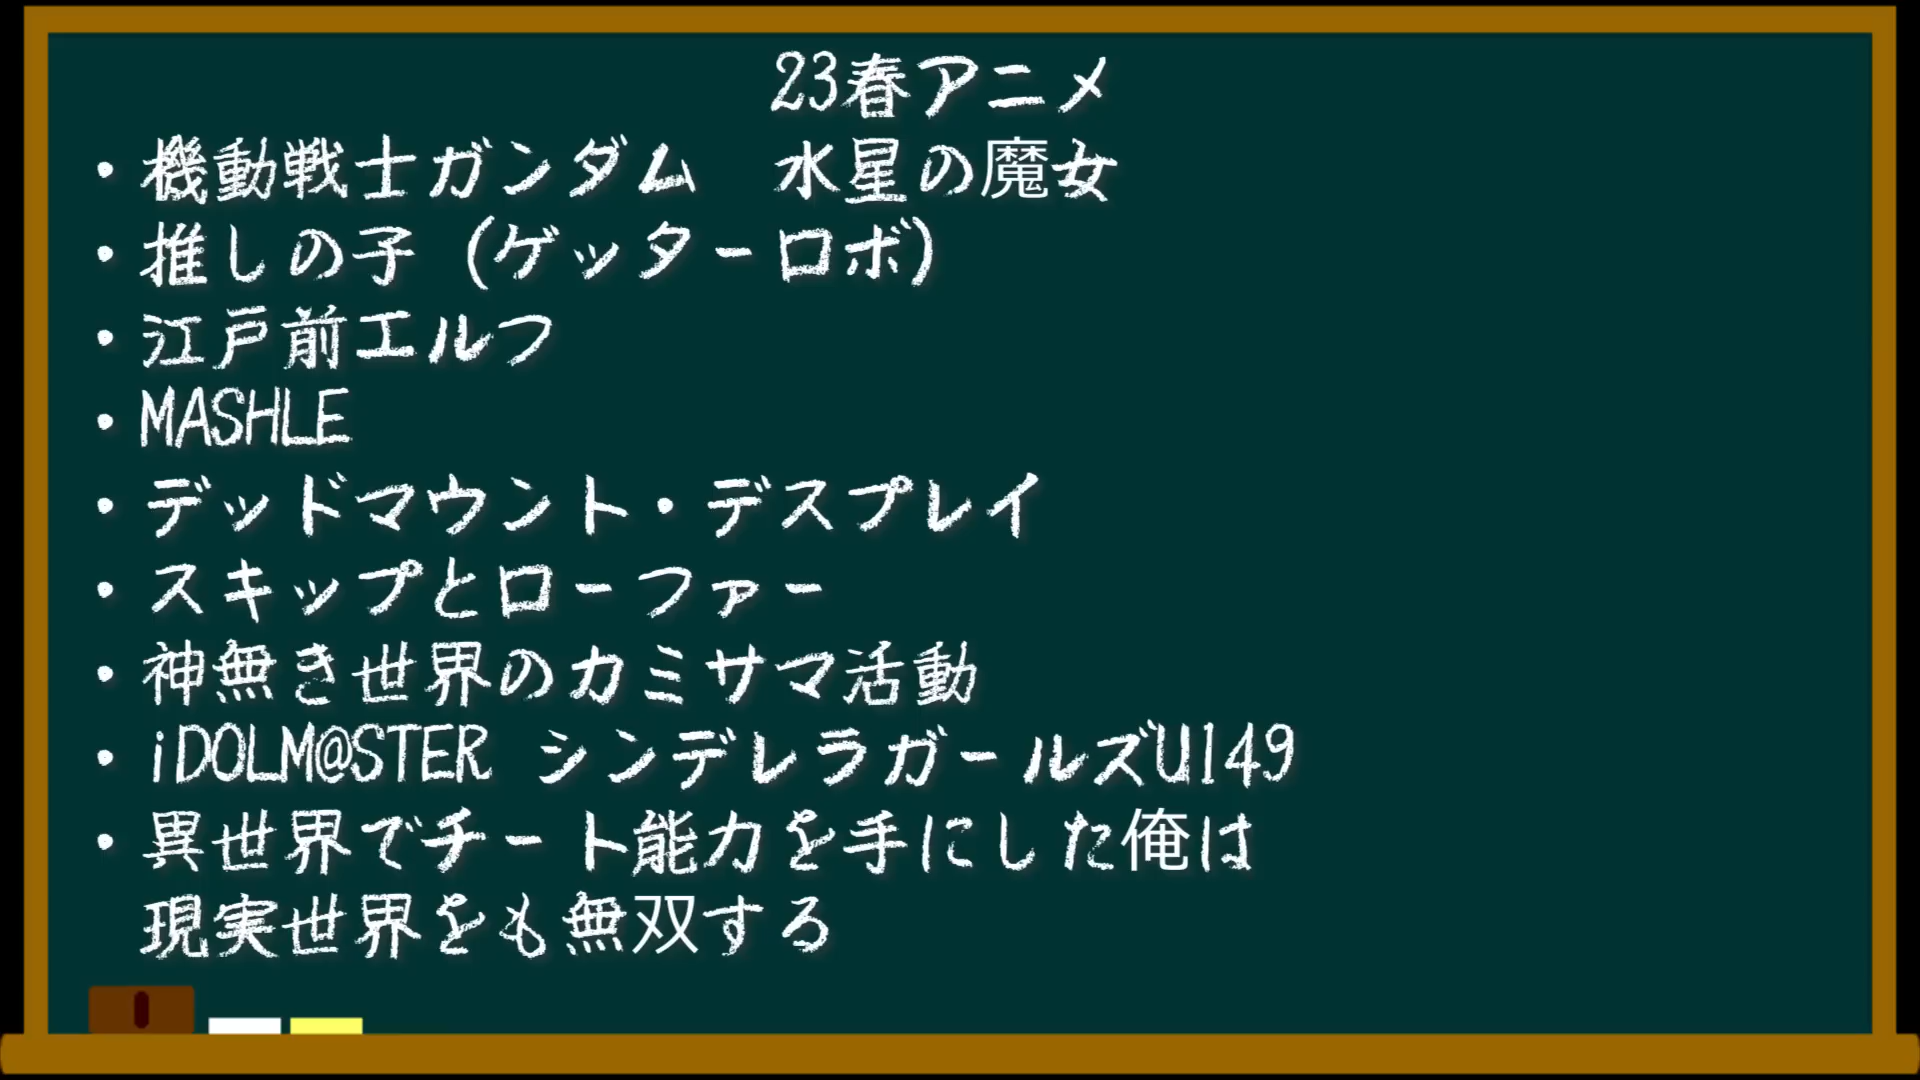 23春アニメ
・機動戦士ガンダム　水星の魔女
・推しの子（ゲッターロボ）
・江戸前エルフ
・MASHLE
・デッドマウント・デスプレイ
・スキップとローファー
・神無き世界のカミサマ活動
・iDOLM@STER シンデレラガールズU149
・異世界でチート能力を手にした俺は
現実世界をも無双する